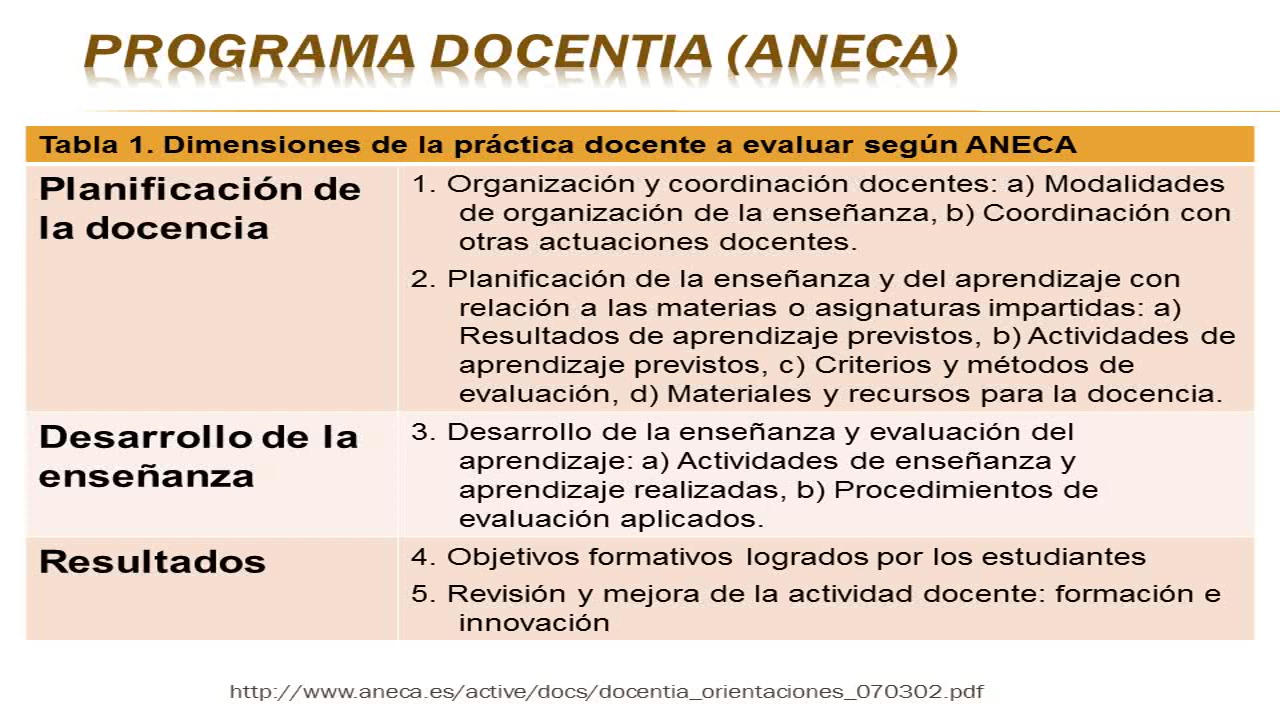 PROGRAMA DOCENTIA (ANECA)
Tabla 1. Dimensiones de la práctica docente a evaluar según ANECA
Planificación de
la docencia
1. Organización y coordinación docentes: a) Modalidades
de organización de la enseñanza, b) Coordinación con
otras actuaciones docentes.
2. Planificación de la enseñanza y del aprendizaje con
relación a las materias o asignaturas impartidas: a)
Resultados de aprendizaje previstos, b) Actividades de
aprendizaje previstos, c) Criterios y métodos de
evaluación, d) Materiales y recursos para la docencia.
Desarrollo de la
enseñanza
3. Desarrollo de la enseñanza y evaluación del
aprendizaje: a) Actividades de enseñanza y
aprendizaje realizadas, b) Procedimientos de
evaluación aplicados.
Resultados
4. Objetivos formativos logrados por los estudiantes
5. Revisión y mejora de la actividad docente: formación e
innovación
http://www.aneca.es/active/docs/docentia_orientaciones_070302.pdf